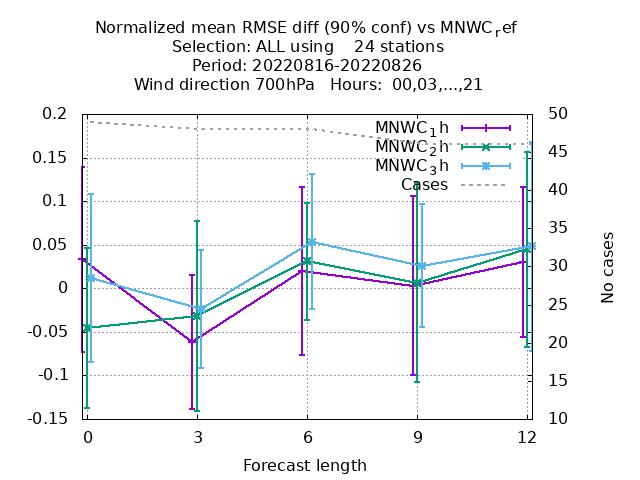 Normalized mean RMSE diff (90% conf) vs MNWC_ref
Selection: ALL using    24 stations
Period: 20220816-20220826
Wind direction 700hPa   Hours:  00,03,...,21
0.2
0.15
0.1
0.05
0
-0.05
-0.1
-0.15
MNWC_1h
MNWC_2h
MNWC_3h
Cases
50
45
40
35
30
25
20
15
10
No cases
0 3 6 9 12
Forecast length